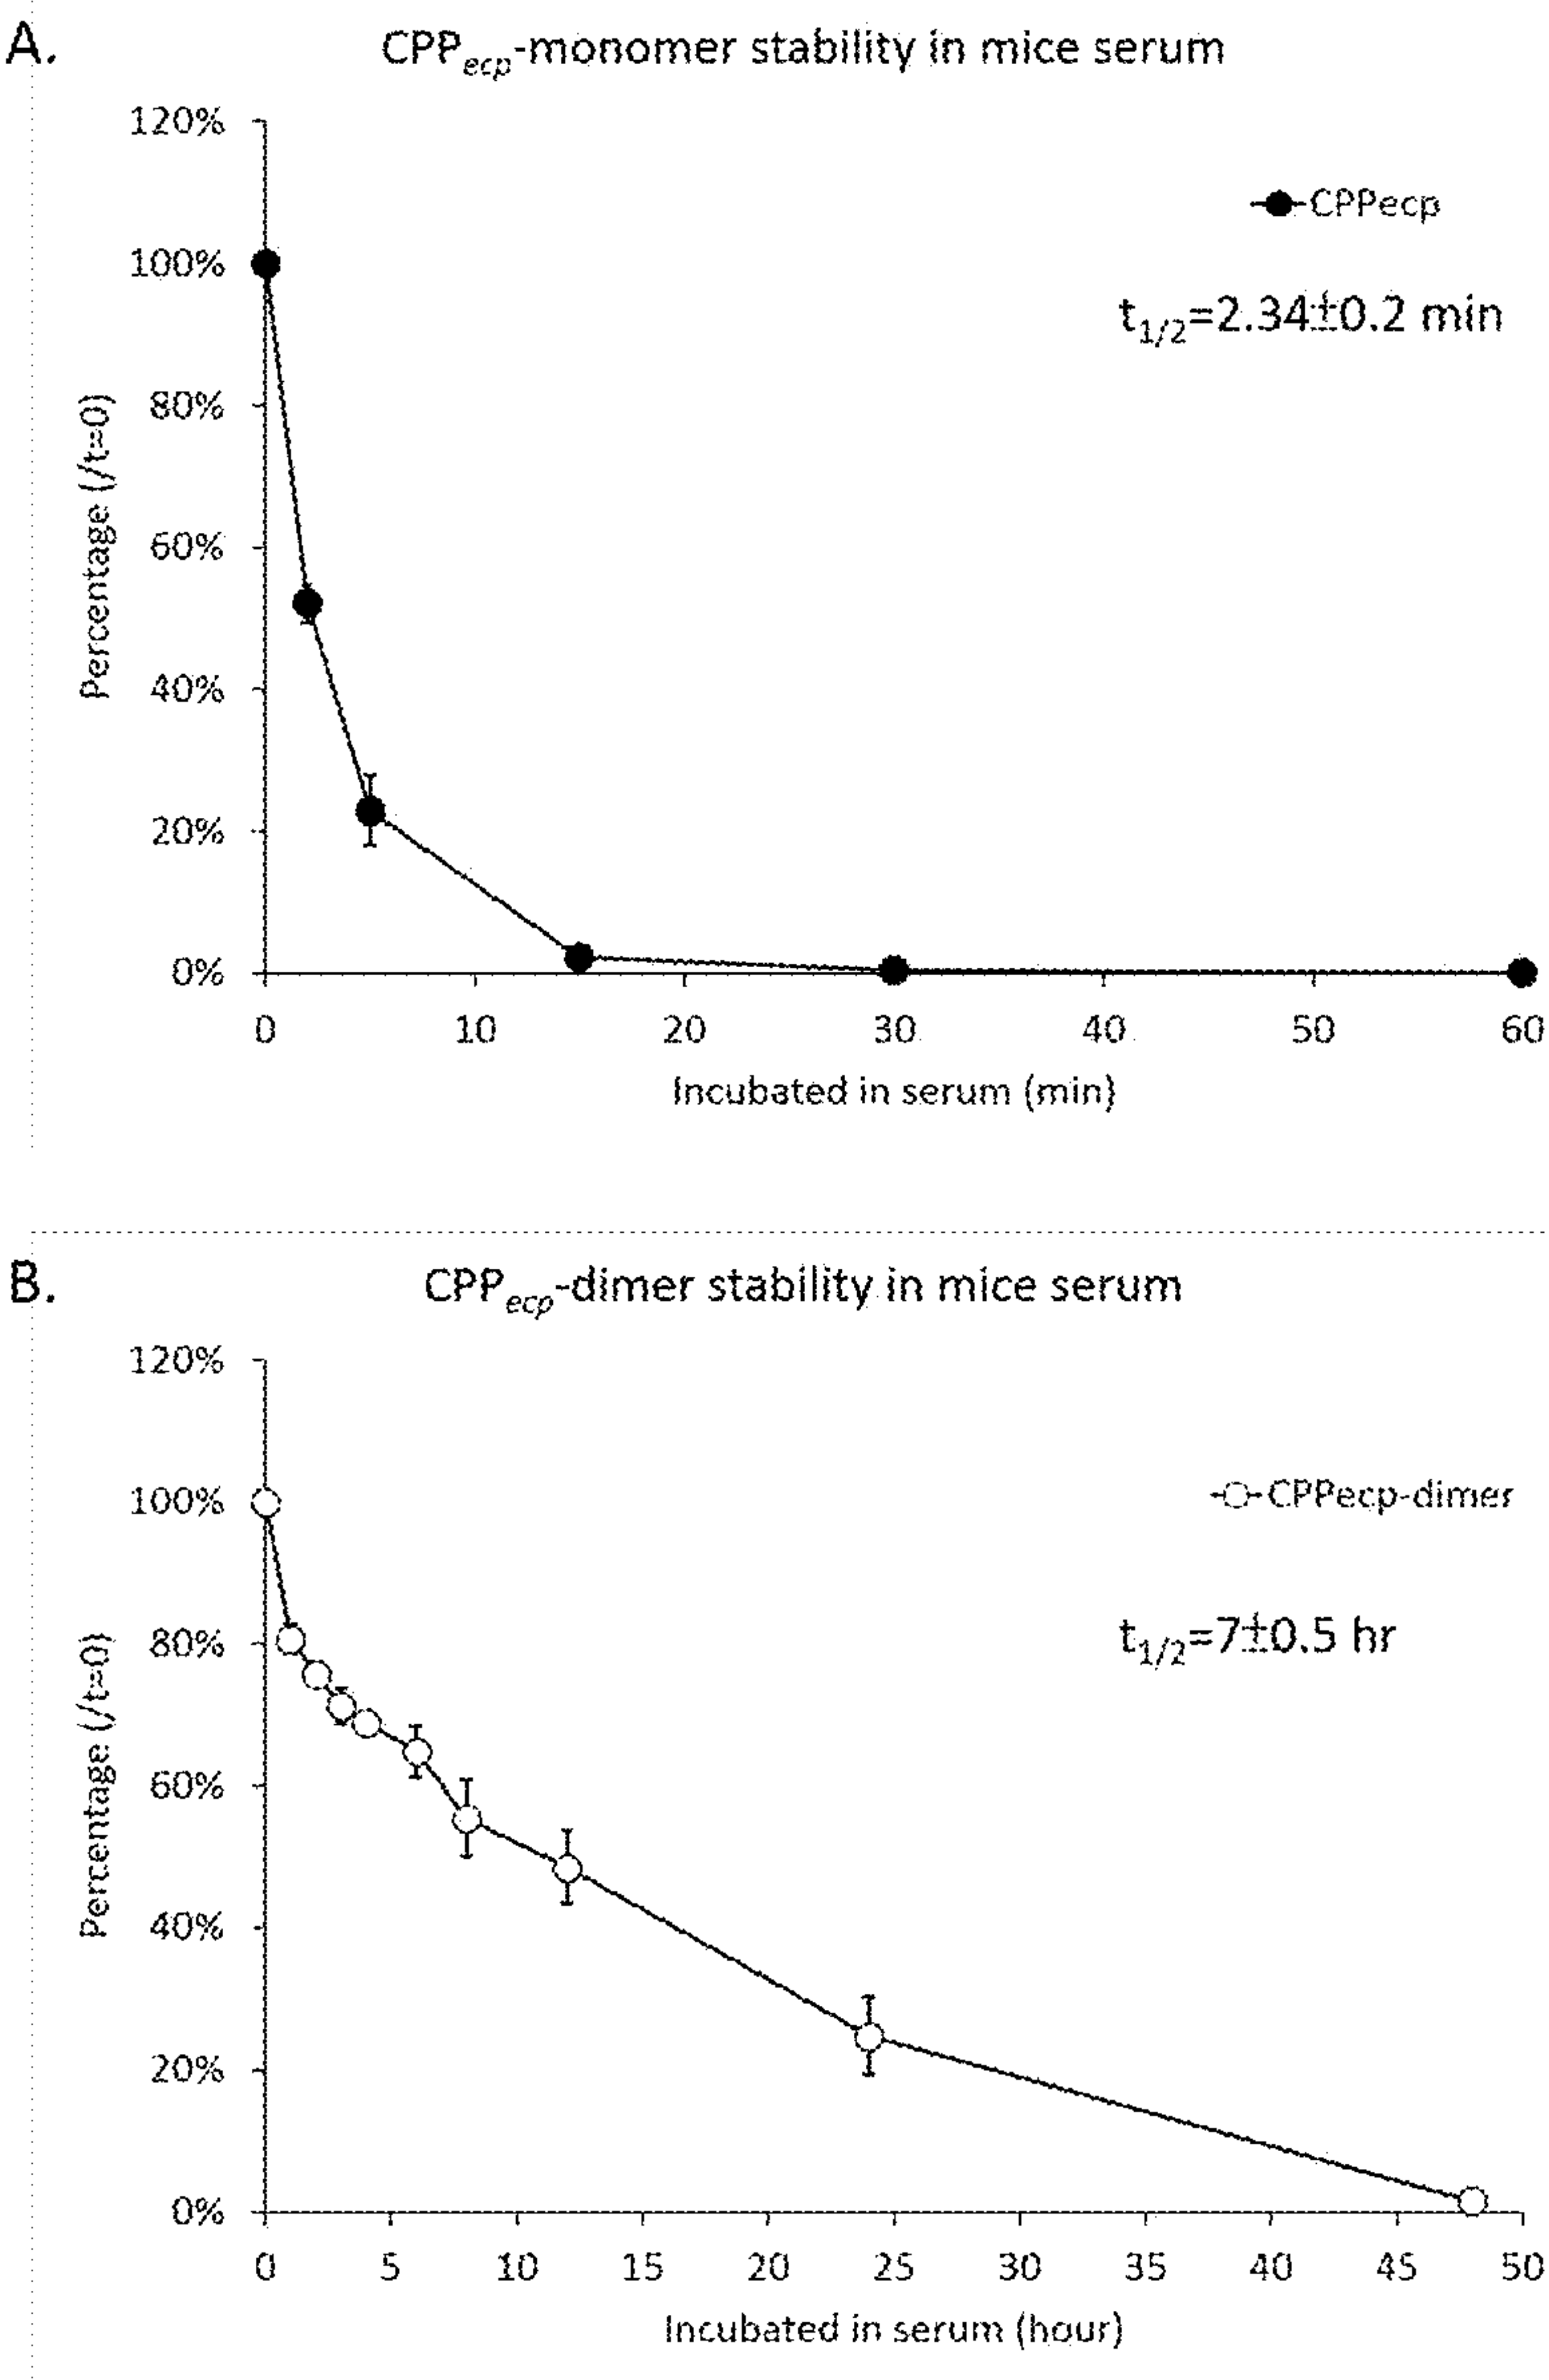 A.
CPPecp-monomer stability in mice serum
120%
CPPecp
100%
t1/2=2.34±0.2 min
80%
Percentage (/t=0)
60%
40%
20%
0%
0 10 20 30 40 50 60
Incubated in serum (min)
B.
CPPecp-dimer stability in mice serum
120%
100%
CPPecp-dimer
80%
t1/2=7±0.5 hr
Percentage (/t=0)
60%
40%
20%
0%
0 5 10 15 20 25 30 35 40 45 50
Incubated in serum (hour)